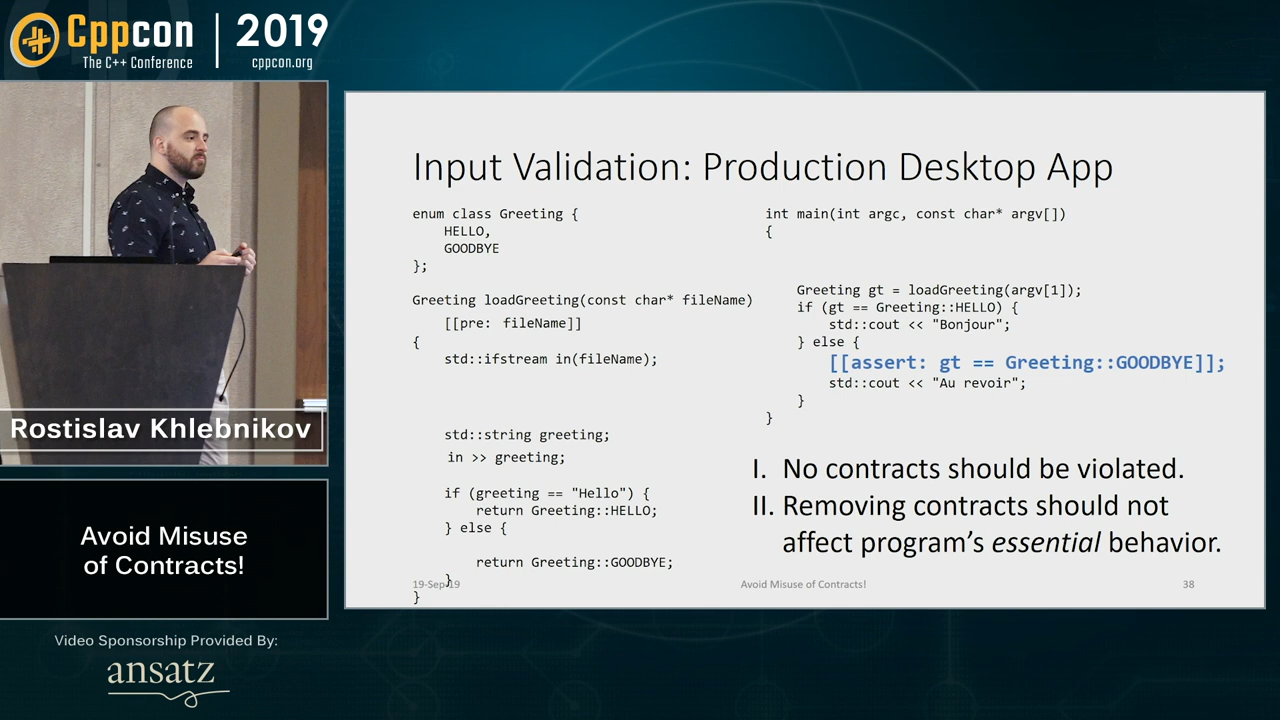 Cppcon
The C++ Conference
2019
cppcon.org
Rostislav Khlebnikov
Avoid Misuse
of Contracts!
Video Sponsorship Provided By:
ansatz
Input Validation: Production Desktop App
enum class Greeting {
HELLO,
GOODBYE
};
Greeting loadGreeting(const char* fileName)
[[pre: fileName]]
{
std::ifstream in(fileName);
std::string greeting;
in >> greeting;
if (greeting == "Hello") {
return Greeting::HELLO;
} else {
return Greeting::GOODBYE;
}
}
int main(int argc, const char* argv[])
{
Greeting gt = loadGreeting(argv[1]);
if (gt == Greeting::HELLO) {
std::cout << "Bonjour";
} else {
[[assert: gt == Greeting::GOODBYE]];
std::cout << "Au revoir";
}
}
I. No contracts should be violated.
II. Removing contracts should not
affect program's essential behavior.
19-Sep-19
Avoid Misuse of Contracts!
38